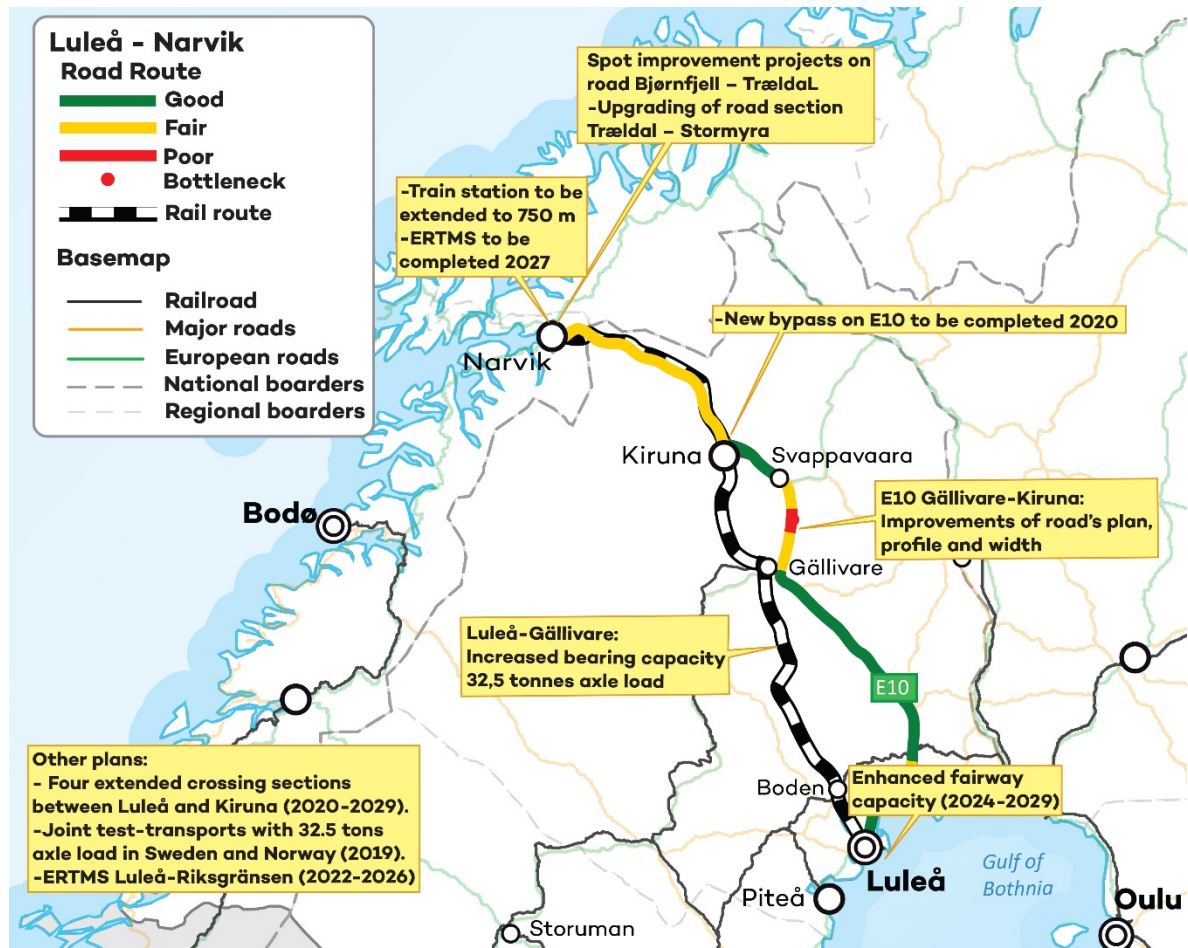 Luleå - Narvik
Road Route
Good
Fair
Poor
Bottleneck
Rail route
Basemap
Railroad
Major roads
European roads
National boarders
Regional boarders
Spot improvement projects on
road Bjørnfjell – TrældaL
-Upgrading of road section
Trældal – Stormyra
-Train station to be
extended to 750 m
-ERTMS to be
completed 2027
-New bypass on E10 to be completed 2020
Narvik
Kiruna
Svappavaara
Bodø
E10 Gällivare-Kiruna:
Improvements of road's plan,
profile and width
Gällivare
Luleå-Gällivare:
Increased bearing capacity
32,5 tonnes axle load
E10
Other plans:
- Four extended crossing sections
between Luleå and Kiruna (2020-2029).
-Joint test-transports with 32.5 tons
axle load in Sweden and Norway (2019).
-ERTMS Luleå-Riksgränsen (2022-2026)
Boden
Enhanced fairway
capacity (2024-2029)
Luleå
Gulf of
Bothnia
Piteå
Oulu
Storuman